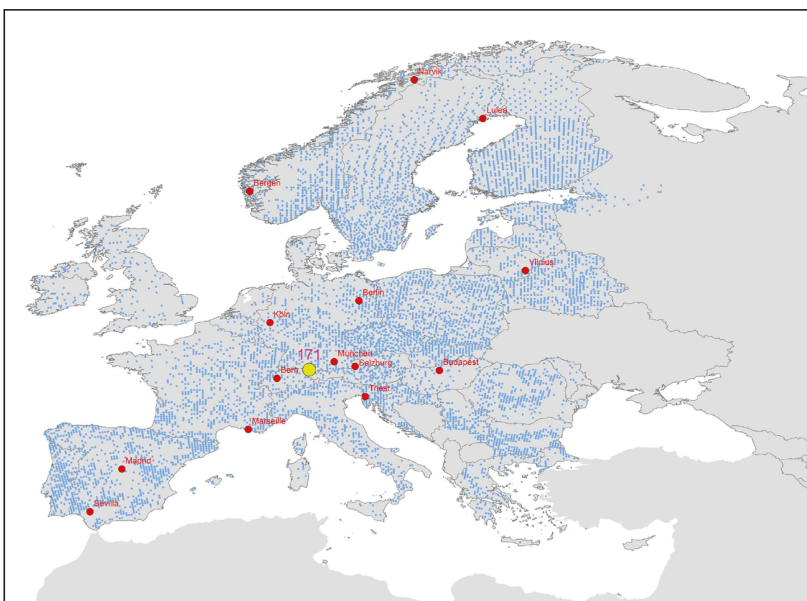 Narvik
Lulea
Bergen
Vilnius
Berlin
Köln
171
München
Salzburg
Budapest
Bern
Triest
Marseille
Madrid
Sevilla